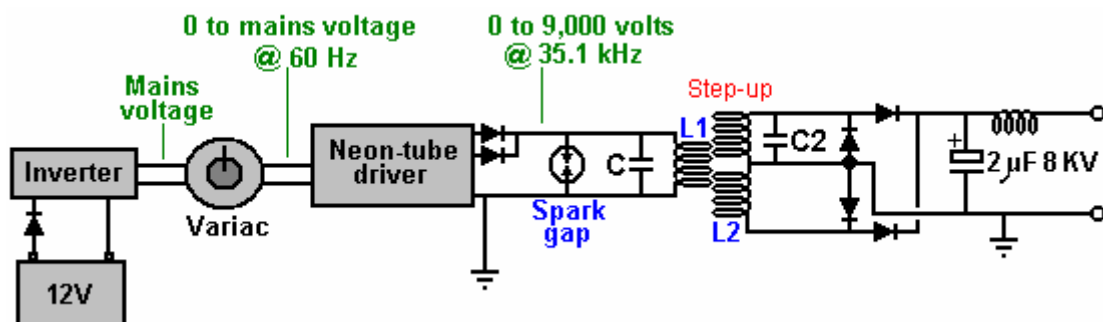 0 to mains voltage
@ 60 Hz
0 to 9,000 volts
@ 35.1 kHz
Mains
voltage
Step-up
Inverter
Variac
Neon-tube
driver
Spark
gap
C
L1
L2
C2
+
2 µF 8 KV
12V